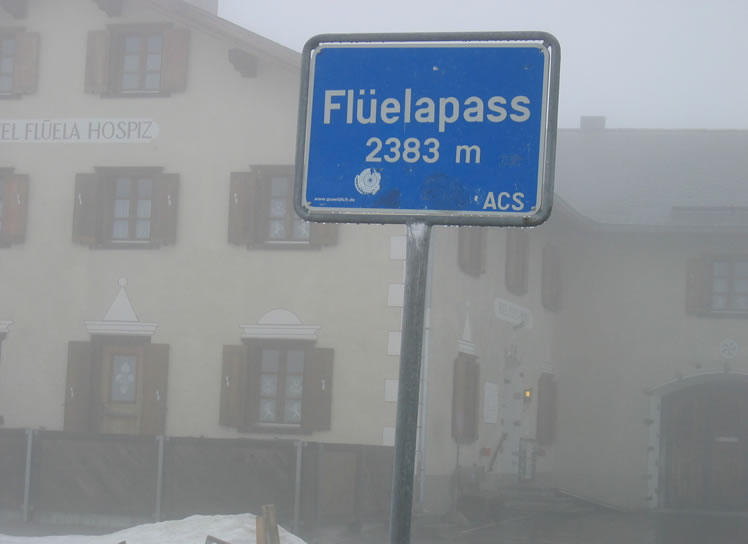 EL FLÜELA HOSPIZ
Flüelapass
2383 m
ACS